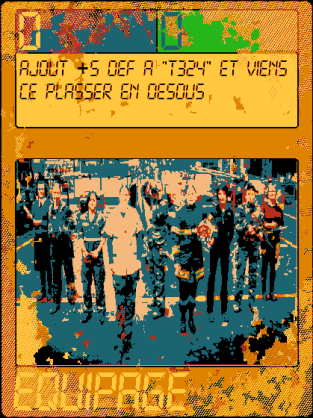 0 0
AJOUT +5 DEF A "T324" ET VIENS
CE PLASSER EN DESOUS
EQUIPAGE